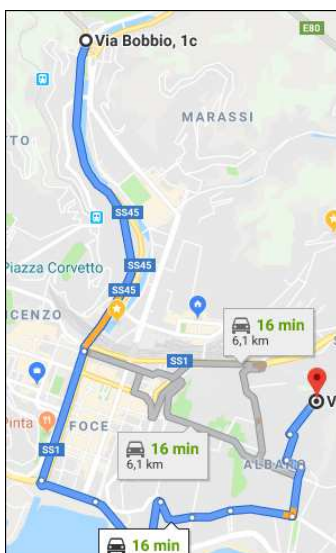 E80
Via Bobbio, 1c
MARASSI
TO
SS45
SS45
Piazza Corvetto
SS45
CENZO
16 min
6,1 km
SS1
S
V
Pinta
FOCE
16 min
6,1 km
SS1
ALBARO
16 min